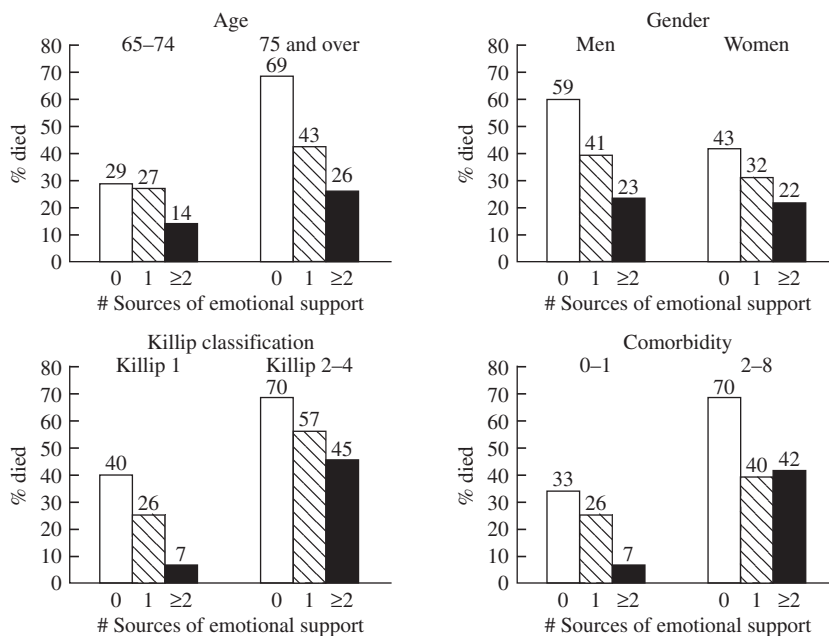 Age
65–74 75 and over
% died
80
70
60
50
40
30
20
10
0
29 27 14
69 43 26
0 1 ≥2 0 1 ≥2
# Sources of emotional support
Gender
Men Women
% died
80
70
60
50
40
30
20
10
0
59 41 23
43 32 22
0 1 ≥2 0 1 ≥2
# Sources of emotional support
Killip classification
Killip 1 Killip 2–4
% died
80
70
60
50
40
30
20
10
0
40 26 7
70 57 45
0 1 ≥2 0 1 ≥2
# Sources of emotional support
Comorbidity
0–1 2–8
% died
80
70
60
50
40
30
20
10
0
33 26 7
70 40 42
0 1 ≥2 0 1 ≥2
# Sources of emotional support